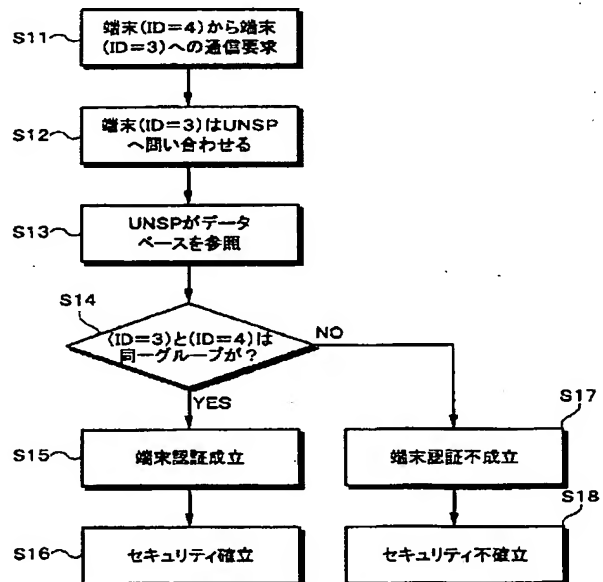 S11
端末(ID=4)から端末
(ID=3)への通信要求
S12
端末(ID=3)はUNSP
へ問い合わせる
S13
UNSPがデータ
ベースを参照
S14
(ID=3)と(ID=4)は
同一グループが?
NO
YES
S15
端末認証成立
S17
端末認証不成立
S16
セキュリティ確立
S18
セキュリティ不確立